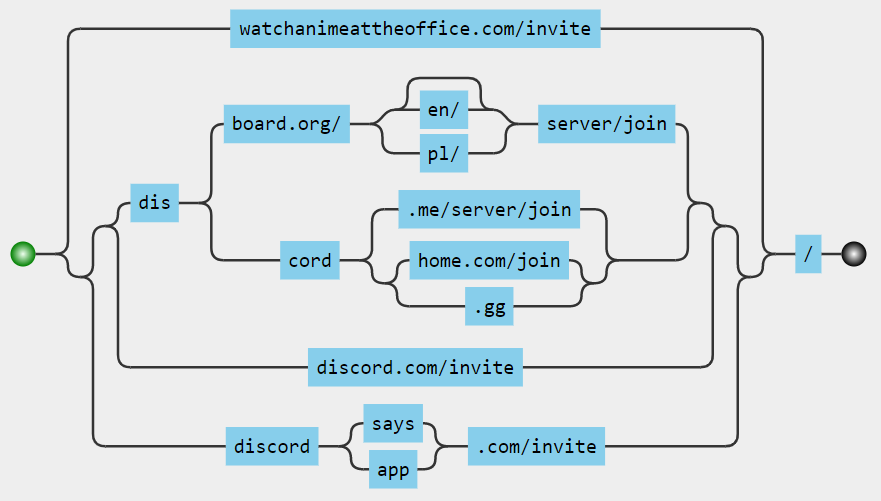 watchanimeattheoffice.com/invite
board.org/
en/
pl/
server/join
dis
.me/server/join
cord
home.com/join
.gg
/
discord.com/invite
discord
says
app
.com/invite